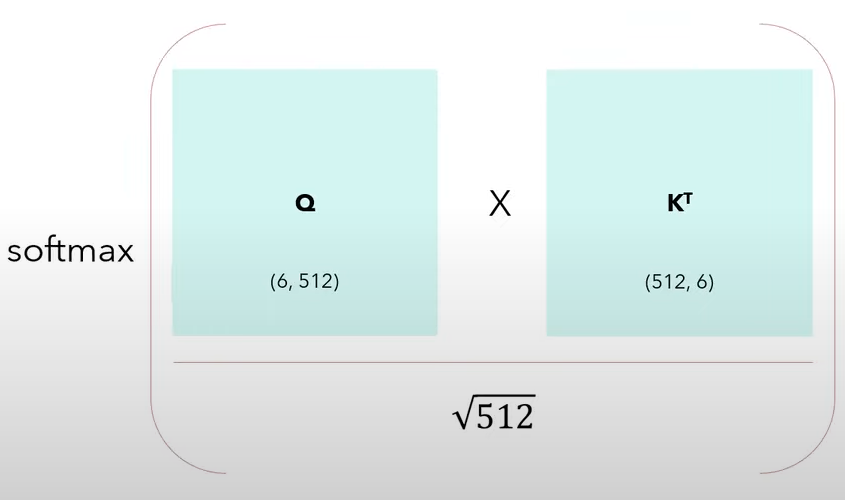 softmax
Q
(6, 512)
X
Kᵀ
(512, 6)
√512